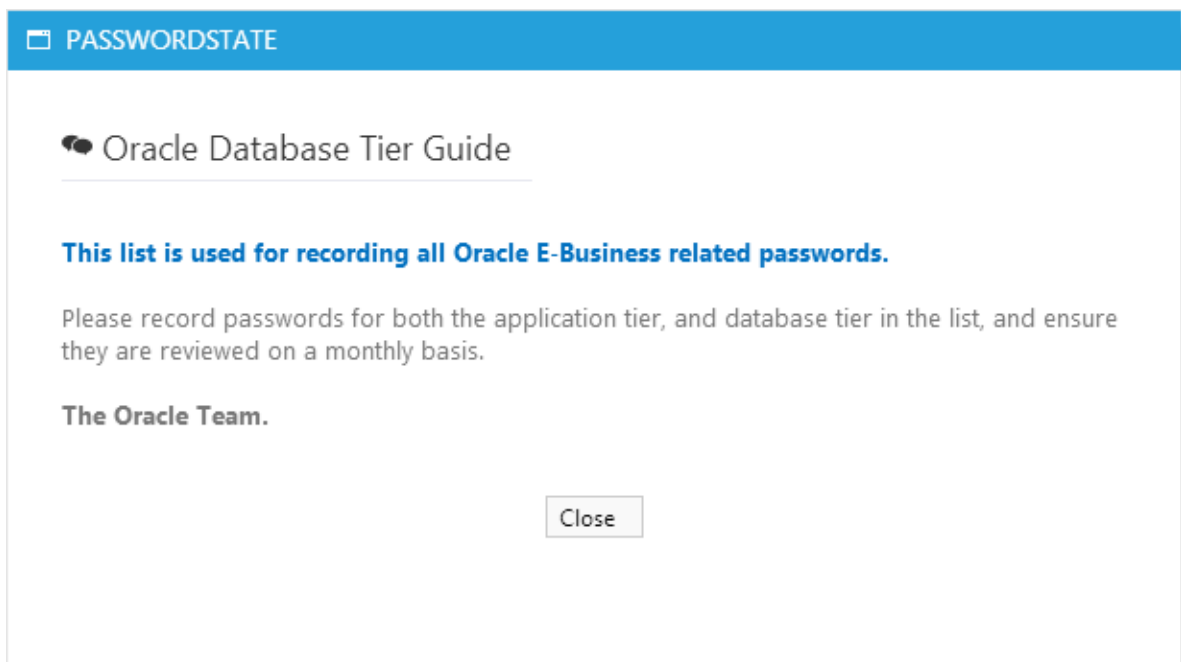 PASSWORDSTATE
Oracle Database Tier Guide
This list is used for recording all Oracle E-Business related passwords.
Please record passwords for both the application tier, and database tier in the list, and ensure
they are reviewed on a monthly basis.
The Oracle Team.
Close